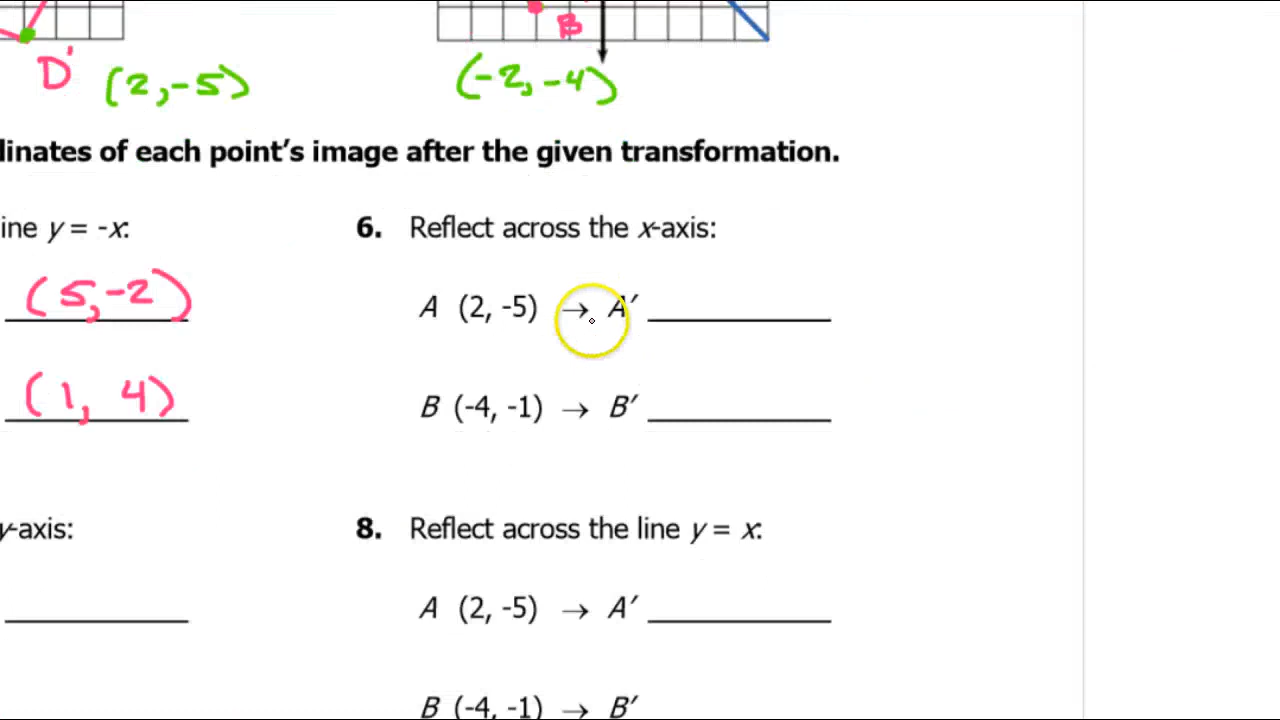 B
D' (2,-5) (-2,-4)
linates of each point's image after the given transformation.
ine y = -x:
6. Reflect across the x-axis:
(5,-2)
A (2, -5) → A′
(1, 4)
B (-4, -1) → B′
y-axis:
8. Reflect across the line y = x:
A (2, -5) → A′
B (-4, -1) → B′